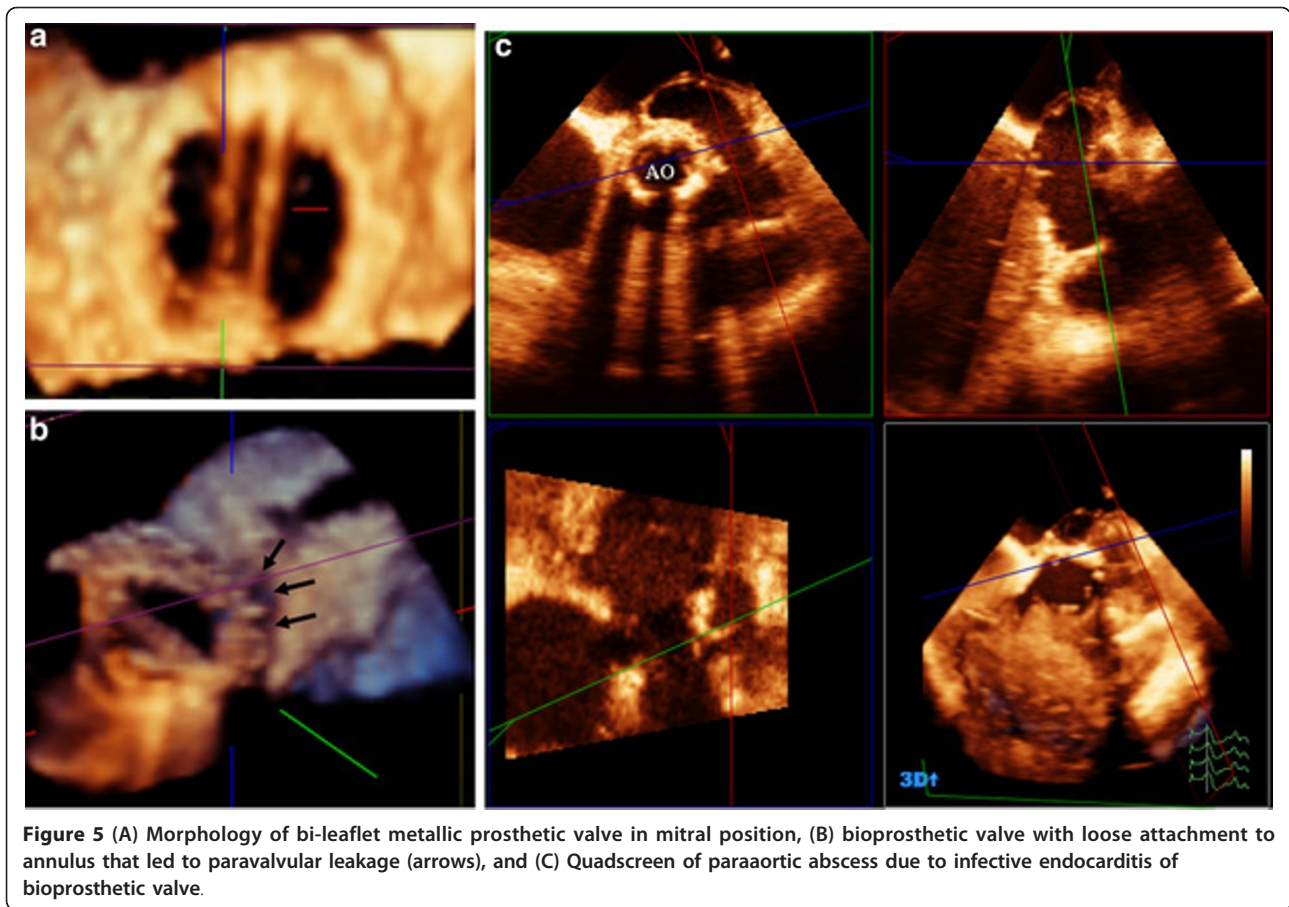 a
c
AO
b
3D↑
Figure 5 (A) Morphology of bi-leaflet metallic prosthetic valve in mitral position, (B) bioprosthetic valve with loose attachment to
annulus that led to paravalvular leakage (arrows), and (C) Quadscreen of paraaortic abscess due to infective endocarditis of
bioprosthetic valve.